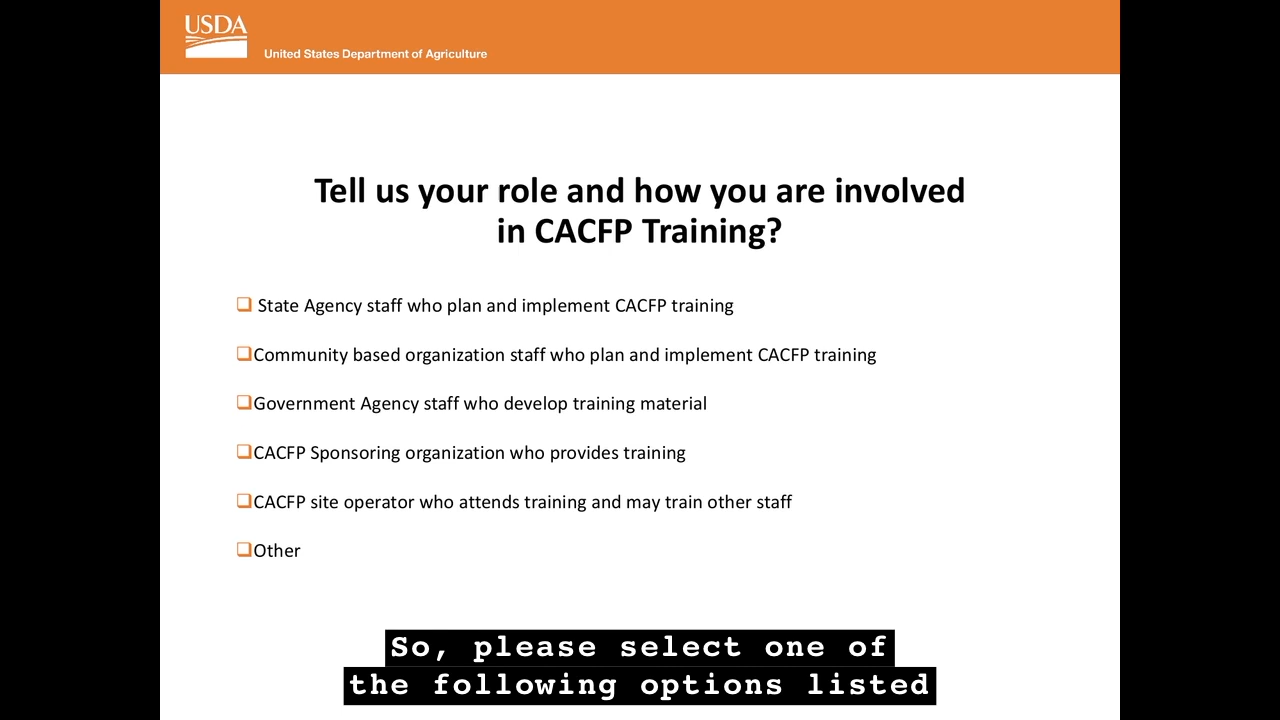 USDA
United States Department of Agriculture
Tell us your role and how you are involved
in CACFP Training?
State Agency staff who plan and implement CACFP training
Community based organization staff who plan and implement CACFP training
Government Agency staff who develop training material
CACFP Sponsoring organization who provides training
CACFP site operator who attends training and may train other staff
Other
So, please select one of
the following options listed